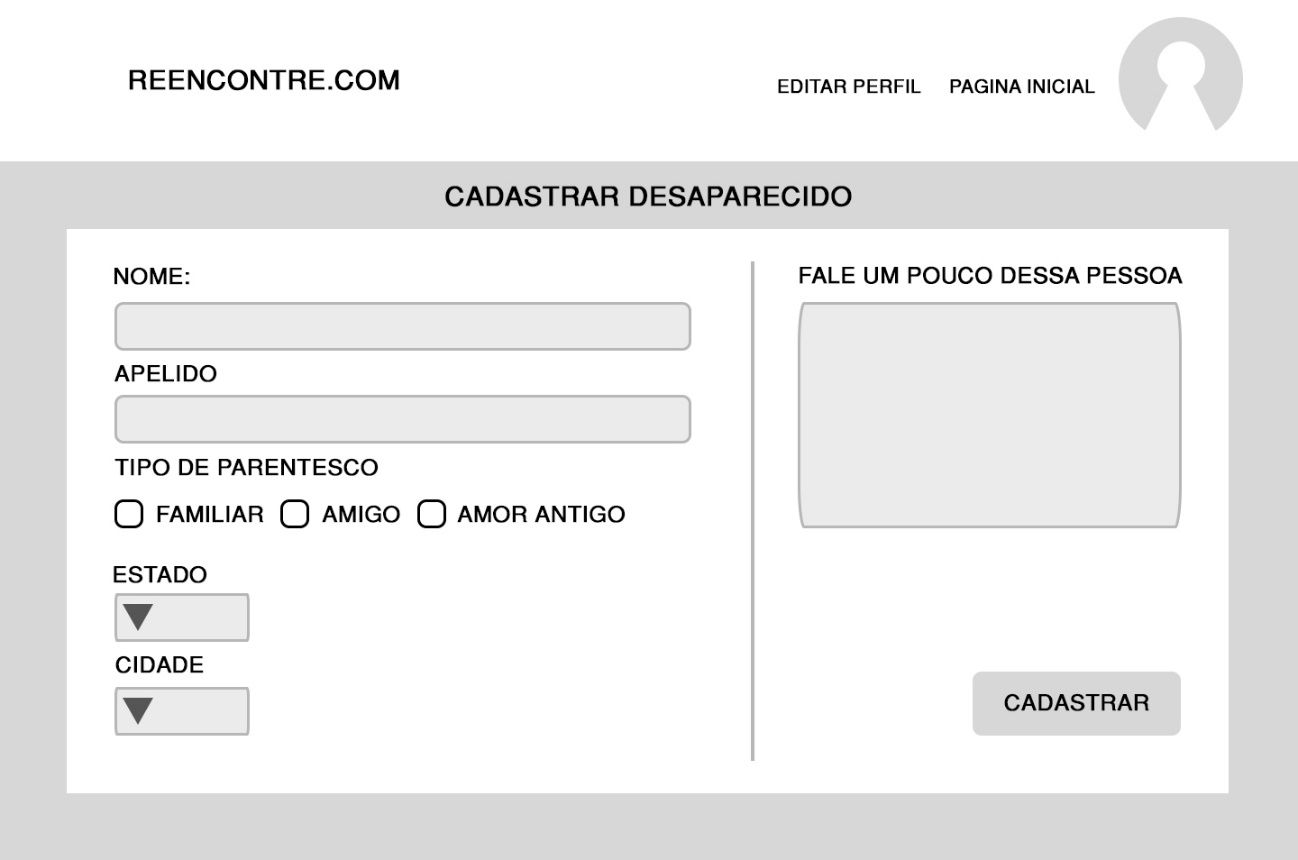 REENCONTRE.COM
EDITAR PERFIL PAGINA INICIAL
CADASTRAR DESAPARECIDO
NOME:
APELIDO
TIPO DE PARENTESCO
FAMILIAR AMIGO AMOR ANTIGO
ESTADO
CIDADE
FALE UM POUCO DESSA PESSOA
CADASTRAR